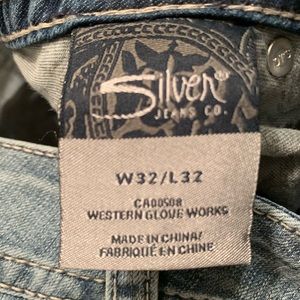 Silver®
JEANS CO.
W32/L32
CA00508
WESTERN GLOVE WORKS
MADE IN CHINA/
FABRIQUÉ EN CHINE